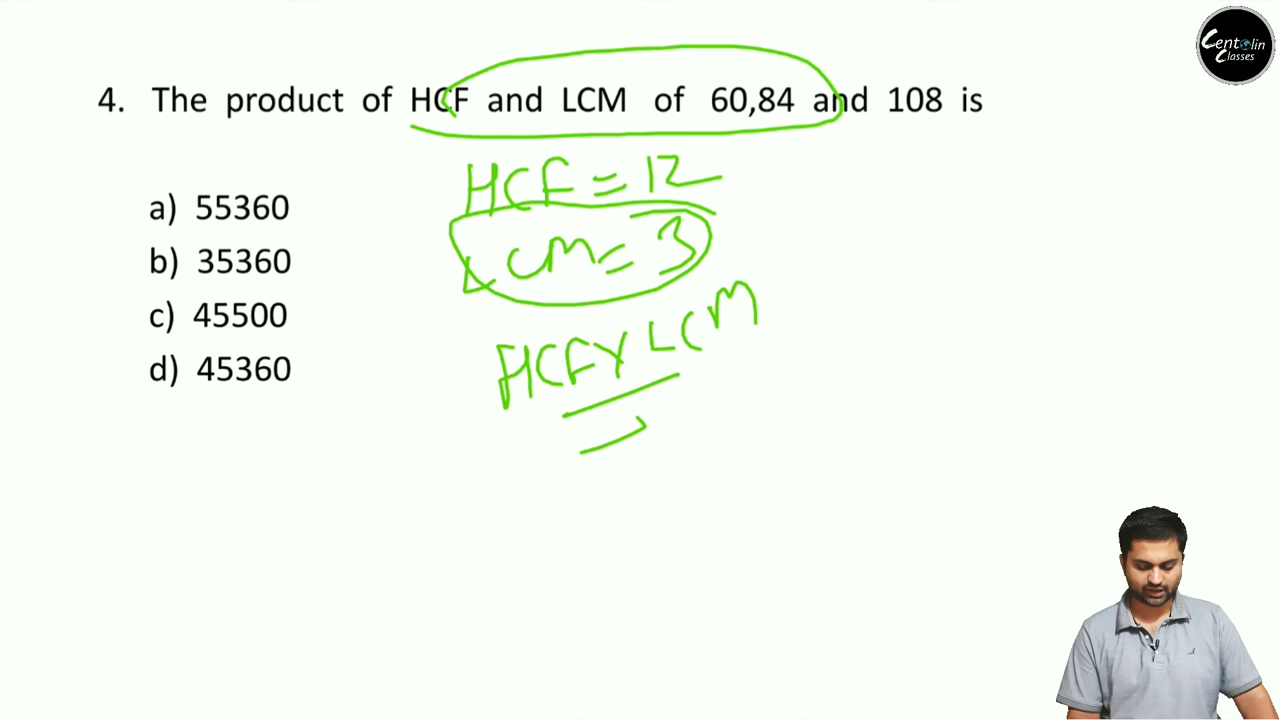 Centolin
Classes
4. The product of HCF and LCM of 60,84 and 108 is
a) 55360
b) 35360
c) 45500
d) 45360
HCF = 12
LCM = 3
HCF x LCM